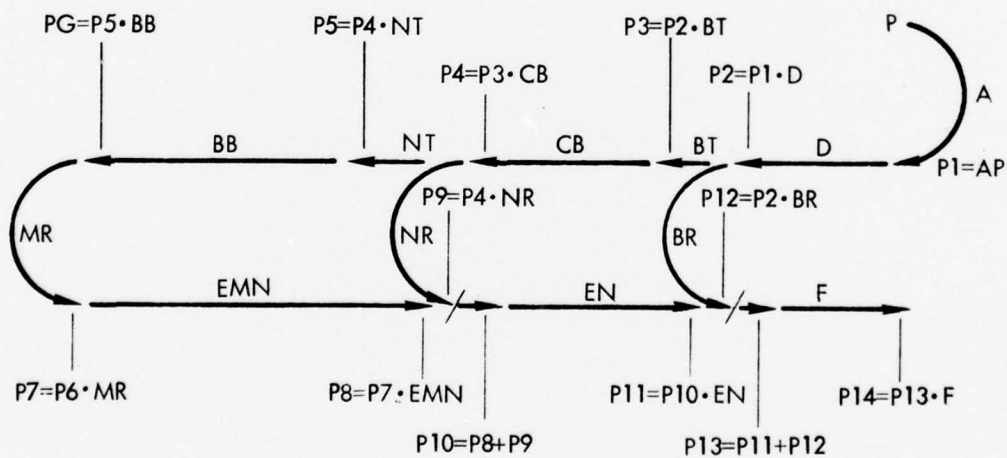 PG=P5•BB
P5=P4•NT
P3=P2•BT
P
P4=P3•CB
P2=P1•D
A
BB
NT
CB
BT
D
P1=AP
P9=P4•NR
P12=P2•BR
MR
NR
BR
EMN
EN
F
P7=P6•MR
P8=P7•EMN
P11=P10•EN
P14=P13•F
P10=P8+P9
P13=P11+P12